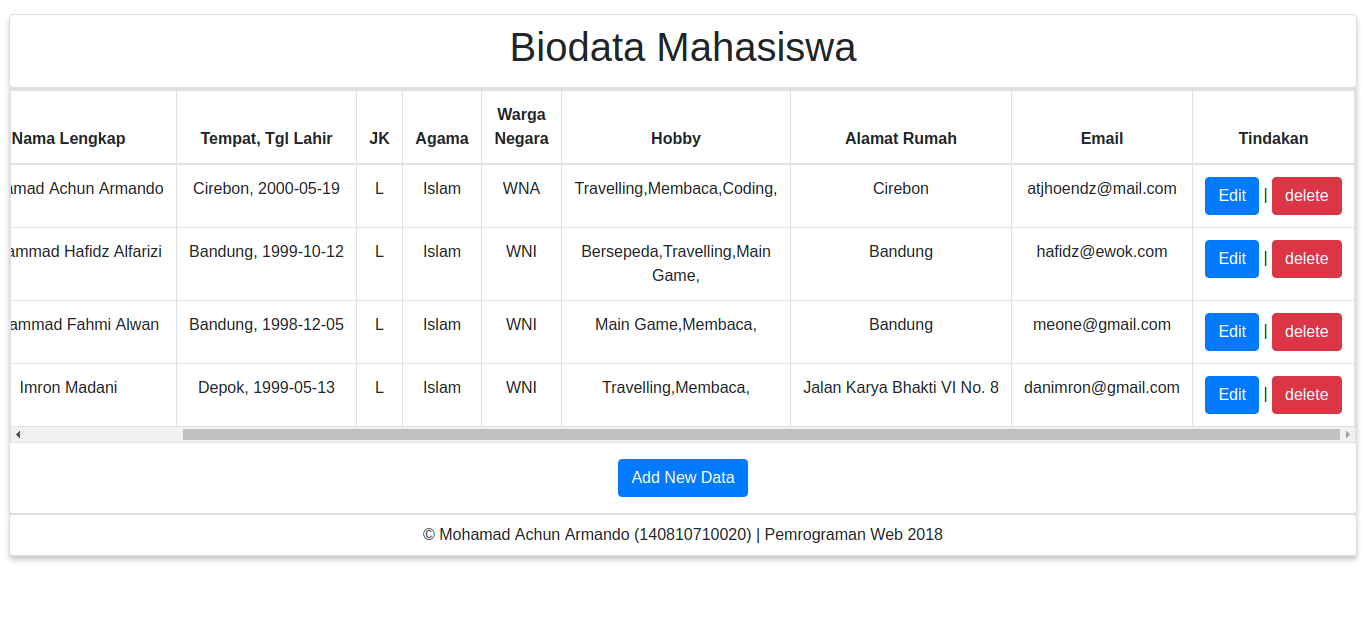 Biodata Mahasiswa
Nama Lengkap Tempat, Tgl Lahir JK Agama Warga Negara Hobby Alamat Rumah Email Tindakan
Achun Armando Cirebon, 2000-05-19 L Islam WNA Travelling,Membaca,Coding, Cirebon atjhoendz@mail.com Edit | delete
Hafidz Alfarizi Bandung, 1999-10-12 L Islam WNI Bersepeda,Travelling,Main Bandung hafidz@ewok.com Edit | delete
Game,
Fahmi Alwan Bandung, 1998-12-05 L Islam WNI Main Game,Membaca, Bandung meone@gmail.com Edit | delete
Imron Madani Depok, 1999-05-13 L Islam WNI Travelling,Membaca, Jalan Karya Bhakti VI No. 8 danimron@gmail.com Edit | delete
Add New Data
© Mohamad Achun Armando (140810710020) | Pemrograman Web 2018